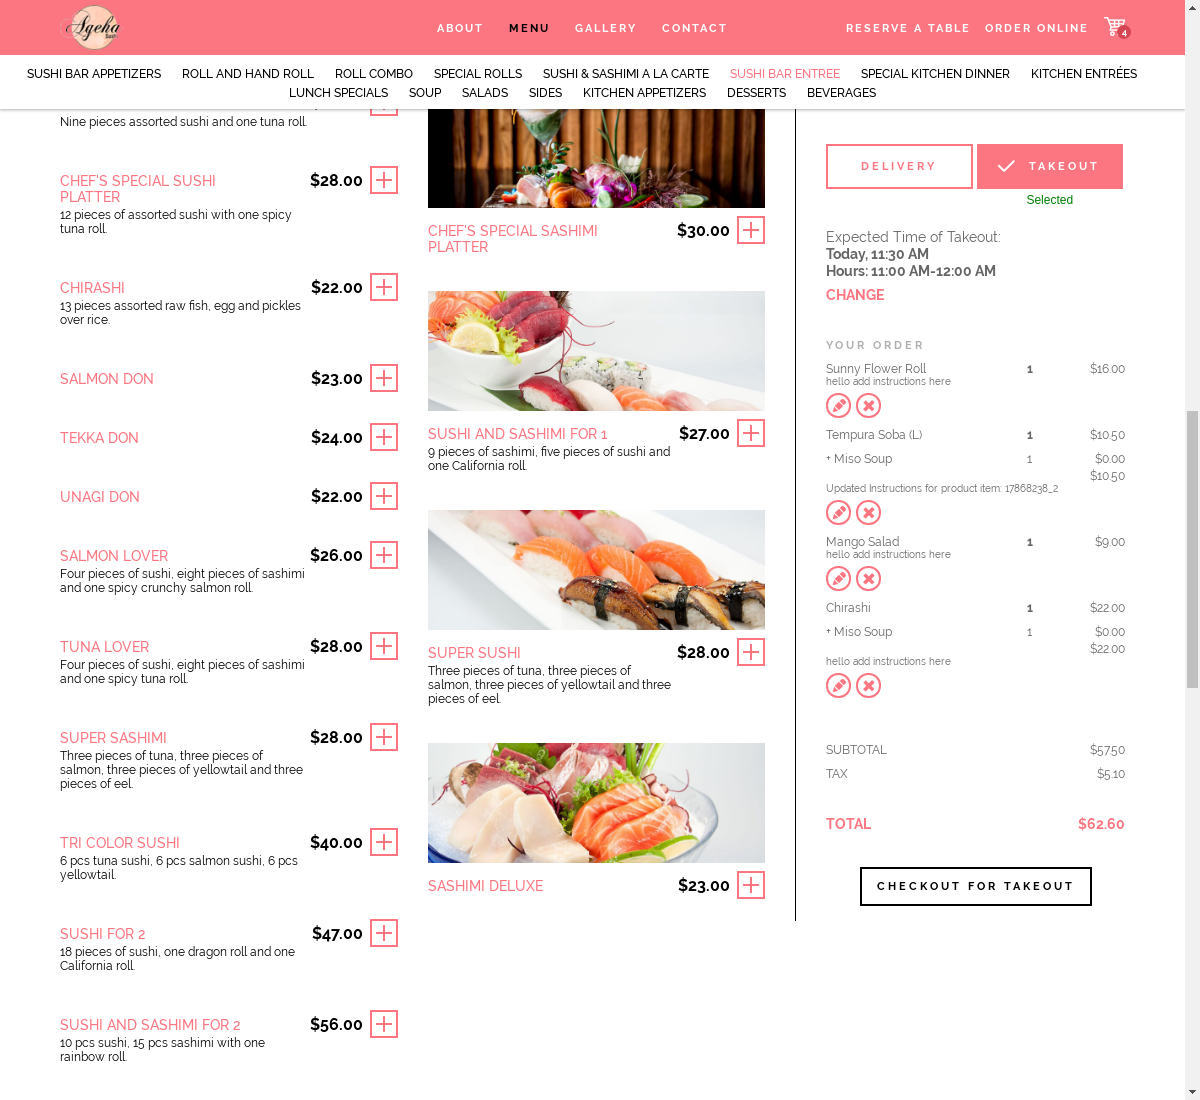 Ageha
Sushi
ABOUT
MENU
GALLERY
CONTACT
RESERVE A TABLE
ORDER ONLINE
4
SUSHI BAR APPETIZERS
ROLL AND HAND ROLL
ROLL COMBO
SPECIAL ROLLS
SUSHI & SASHIMI A LA CARTE
SUSHI BAR ENTREE
SPECIAL KITCHEN DINNER
KITCHEN ENTRÉES
LUNCH SPECIALS
SOUP
SALADS
SIDES
KITCHEN APPETIZERS
DESSERTS
BEVERAGES
Nine pieces assorted sushi and one tuna roll.
CHEF'S SPECIAL SUSHI
PLATTER
$28.00
12 pieces of assorted sushi with one spicy
tuna roll.
CHIRASHI
$22.00
13 pieces assorted raw fish, egg and pickles
over rice.
SALMON DON
$23.00
TEKKA DON
$24.00
UNAGI DON
$22.00
SALMON LOVER
$26.00
Four pieces of sushi, eight pieces of sashimi
and one spicy crunchy salmon roll.
TUNA LOVER
$28.00
Four pieces of sushi, eight pieces of sashimi
and one spicy tuna roll.
SUPER SASHIMI
$28.00
Three pieces of tuna, three pieces of
salmon, three pieces of yellowtail and three
pieces of eel.
TRI COLOR SUSHI
$40.00
6 pcs tuna sushi, 6 pcs salmon sushi, 6 pcs
yellowtail.
SUSHI FOR 2
$47.00
18 pieces of sushi, one dragon roll and one
California roll.
SUSHI AND SASHIMI FOR 2
$56.00
10 pcs sushi, 15 pcs sashimi with one
rainbow roll.
CHEF'S SPECIAL SASHIMI
PLATTER
$30.00
SUSHI AND SASHIMI FOR 1
$27.00
9 pieces of sashimi, five pieces of sushi and
one California roll.
SUPER SUSHI
$28.00
Three pieces of tuna, three pieces of
salmon, three pieces of yellowtail and three
pieces of eel.
SASHIMI DELUXE
$23.00
DELIVERY
TAKEOUT
Selected
Expected Time of Takeout:
Today, 11:30 AM
Hours: 11:00 AM-12:00 AM
CHANGE
YOUR ORDER
Sunny Flower Roll 1 $16.00
hello add instructions here
Tempura Soba (L) 1 $10.50
+ Miso Soup 1 $0.00
$10.50
Updated Instructions for product item: 17868238_2
Mango Salad 1 $9.00
hello add instructions here
Chirashi 1 $22.00
+ Miso Soup 1 $0.00
$22.00
hello add instructions here
SUBTOTAL $57.50
TAX $5.10
TOTAL $62.60
CHECKOUT FOR TAKEOUT